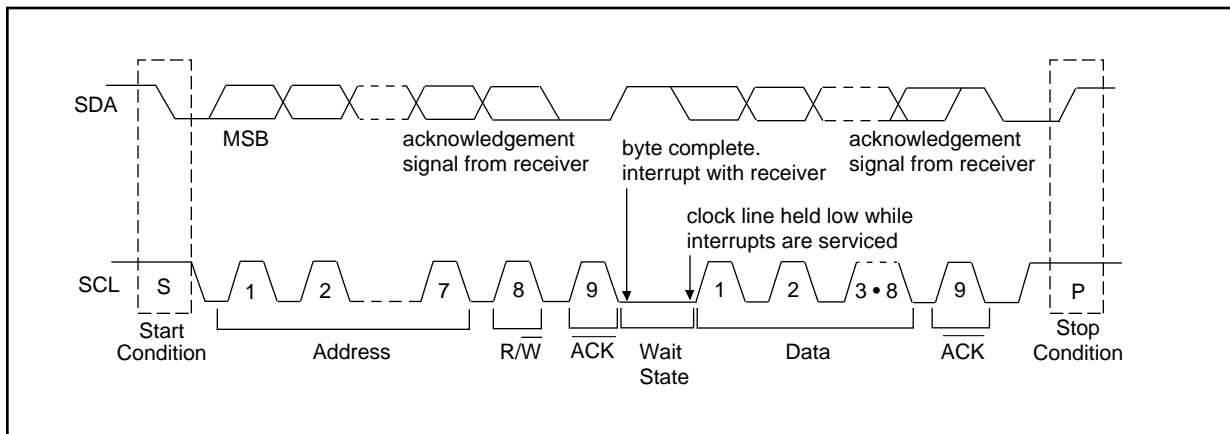 SDA
MSB
acknowledgement
signal from receiver
byte complete.
interrupt with receiver
acknowledgement
signal from receiver
clock line held low while
interrupts are serviced
SCL
S
1
2
7
8
9
1
2
3 • 8
9
P
Start
Condition
Address
R/W̅
A̅C̅K̅
Wait
State
Data
A̅C̅K̅
Stop
Condition